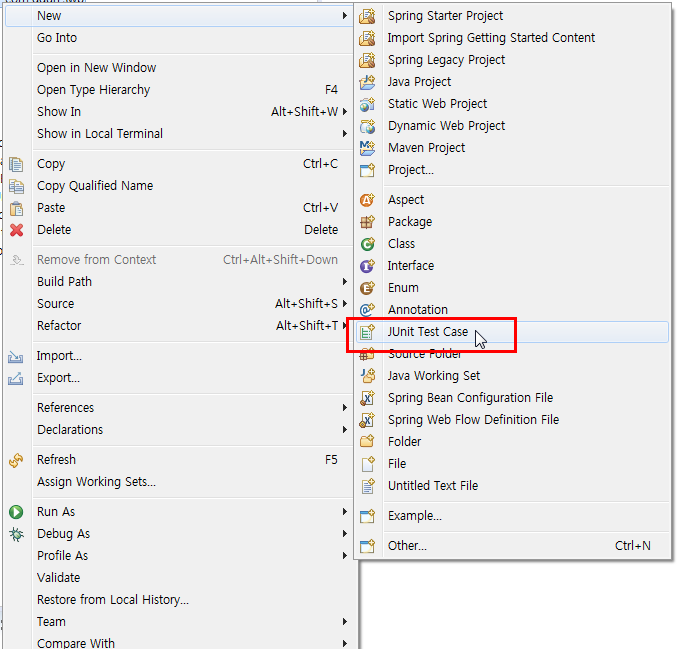 New
Go Into
Open in New Window
Open Type Hierarchy F4
Show In Alt+Shift+W
Show in Local Terminal
Copy Ctrl+C
Copy Qualified Name
Paste Ctrl+V
Delete Delete
Remove from Context Ctrl+Alt+Shift+Down
Build Path
Source Alt+Shift+S
Refactor Alt+Shift+T
Import...
Export...
References
Declarations
Refresh F5
Assign Working Sets...
Run As
Debug As
Profile As
Validate
Restore from Local History...
Team
Compare With
Spring Starter Project
Import Spring Getting Started Content
Spring Legacy Project
Java Project
Static Web Project
Dynamic Web Project
Maven Project
Project...
Aspect
Package
Class
Interface
Enum
Annotation
JUnit Test Case
Source Folder
Java Working Set
Spring Bean Configuration File
Spring Web Flow Definition File
Folder
File
Untitled Text File
Example...
Other... Ctrl+N